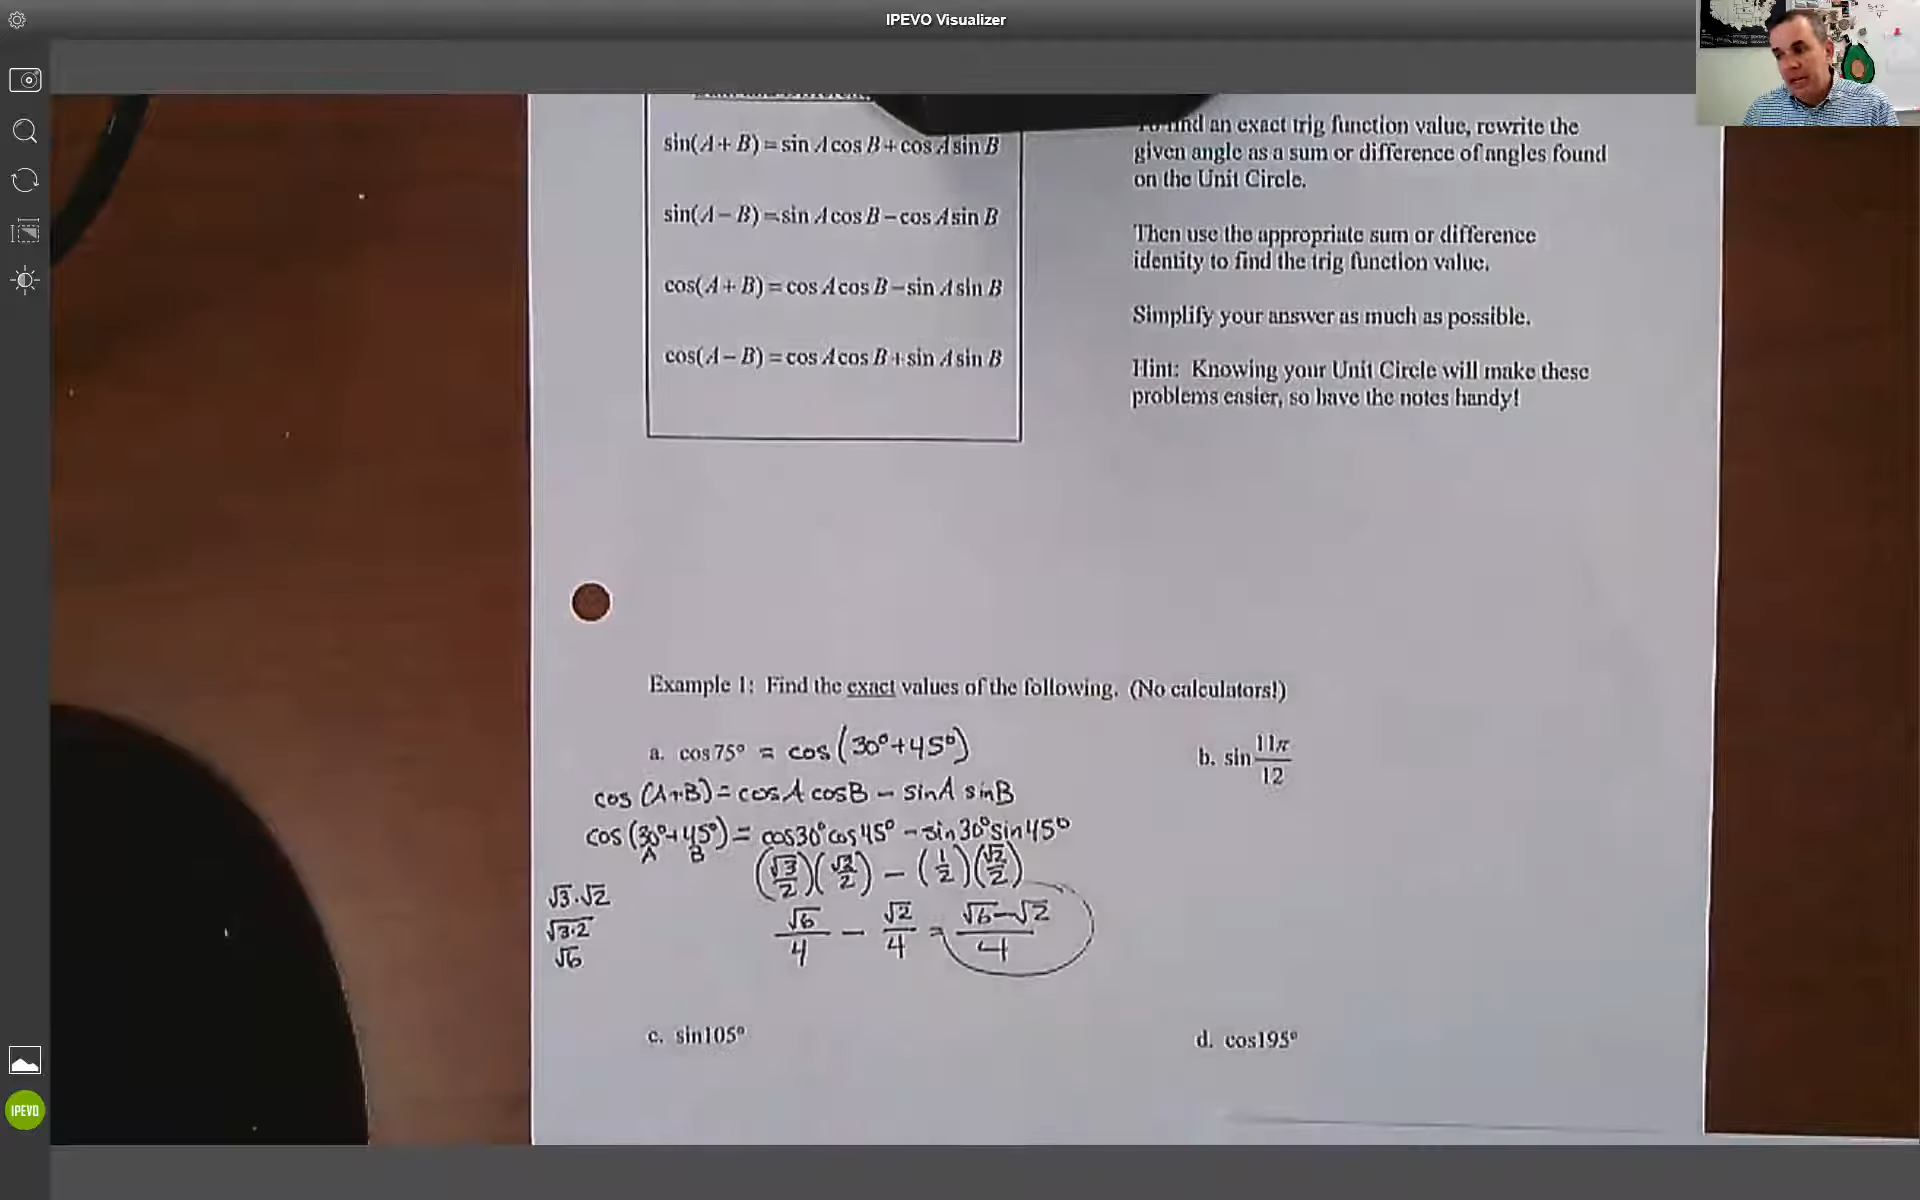 IPEVO Visualizer
sin(A + B) = sin A cos B + cos A sin B
sin(A − B) = sin A cos B − cos A sin B
cos(A + B) = cos A cos B − sin A sin B
cos(A − B) = cos A cos B + sin A sin B
To find an exact trig function value, rewrite the
given angle as a sum or difference of angles found
on the Unit Circle.
Then use the appropriate sum or difference
identity to find the trig function value.
Simplify your answer as much as possible.
Hint: Knowing your Unit Circle will make these
problems easier, so have the notes handy!
Example 1: Find the exact values of the following. (No calculators!)
a. cos 75° = cos (30° + 45°)
cos (A+B) = cos A cos B − sin A sin B
cos (30° + 45°) = cos 30° cos 45° − sin 30° sin 45°
A B
(√3/2)(√2/2) − (1/2)(√2/2)
√6/4 − √2/4 = √6−√2/4
√3·√2
√3·2
√6
b. sin 11π/12
c. sin105°
d. cos195°
IPEVO